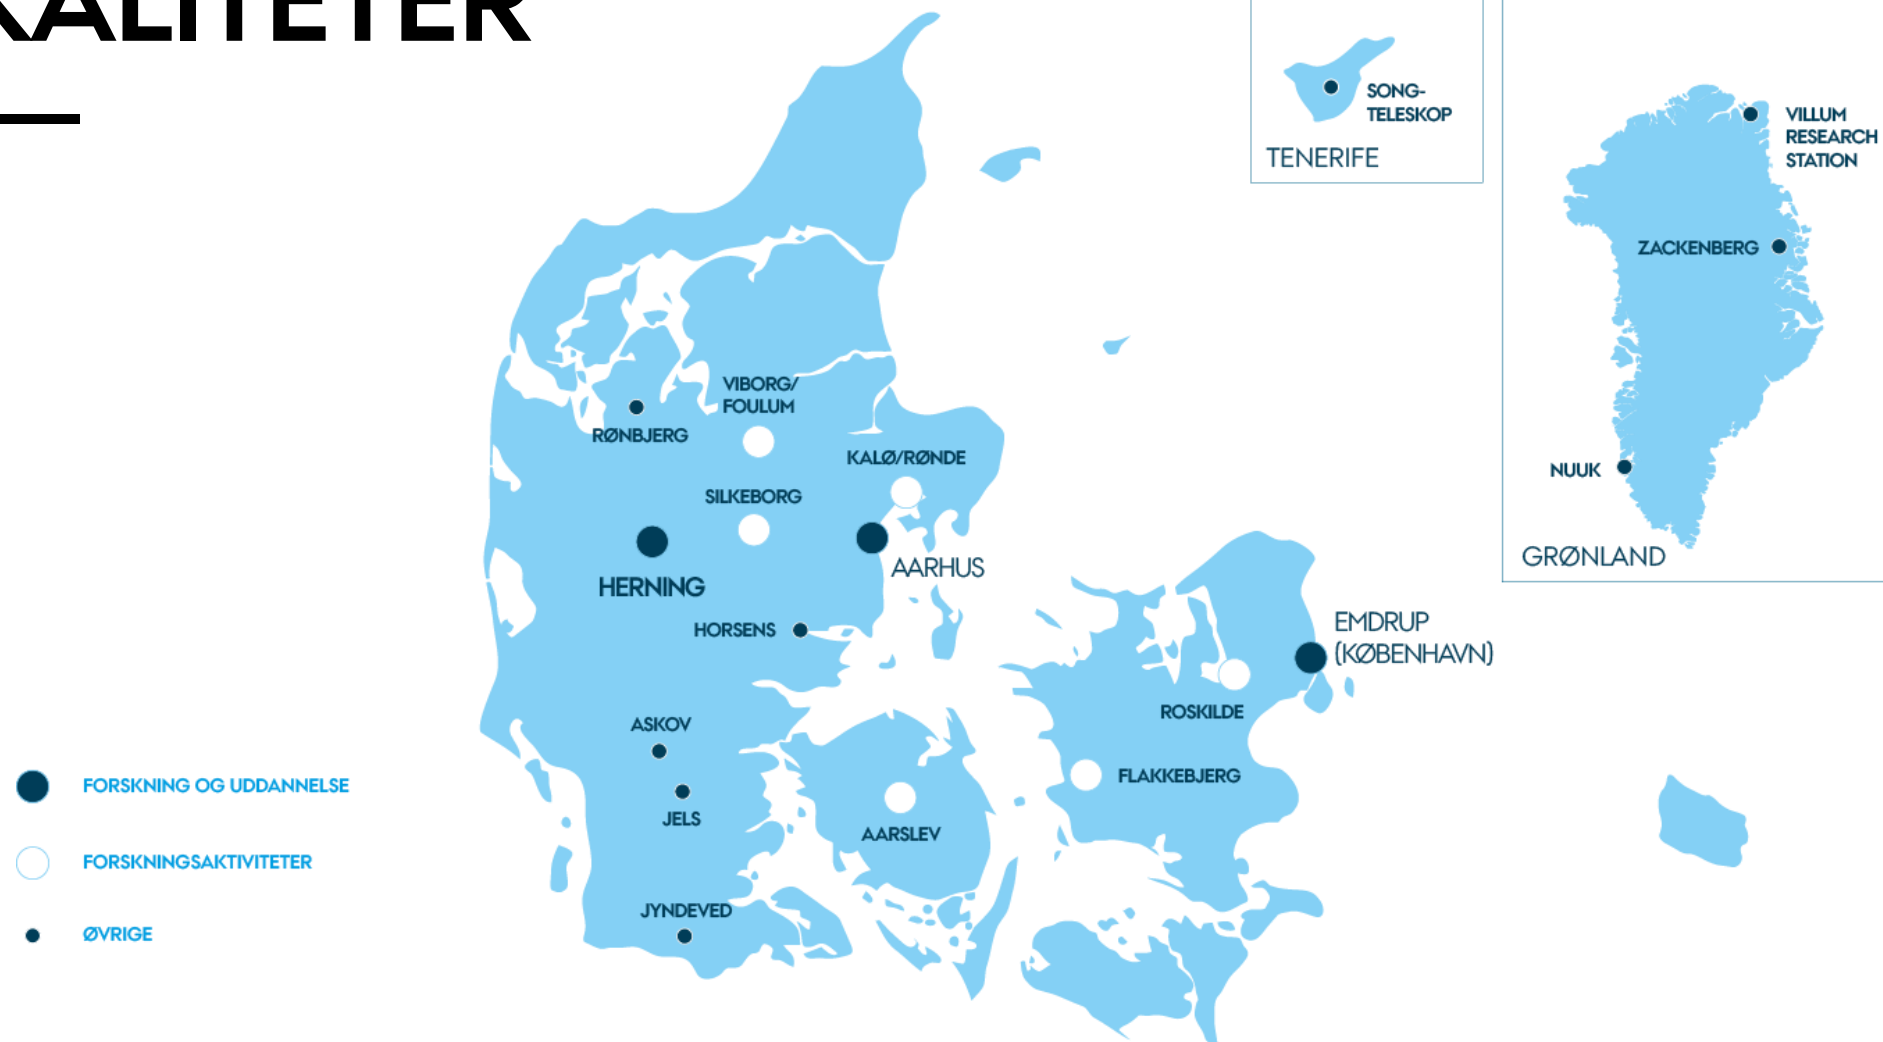 KALITETER
SONG-
TELESKOP
TENERIFE
VILLUM
RESEARCH
STATION
ZACKENBERG
NUUK
GRØNLAND
VIBORG/
FOULUM
RØNBJERG
KALØ/RØNDE
SILKEBORG
AARHUS
HERNING
HORSENS
EMDRUP
(KØBENHAVN)
ROSKILDE
ASKOV
FLAKKEBJERG
JELS
AARSLEV
JYNDEVED
FORSKNING OG UDDANNELSE
FORSKNINGSAKTIVITETER
ØVRIGE